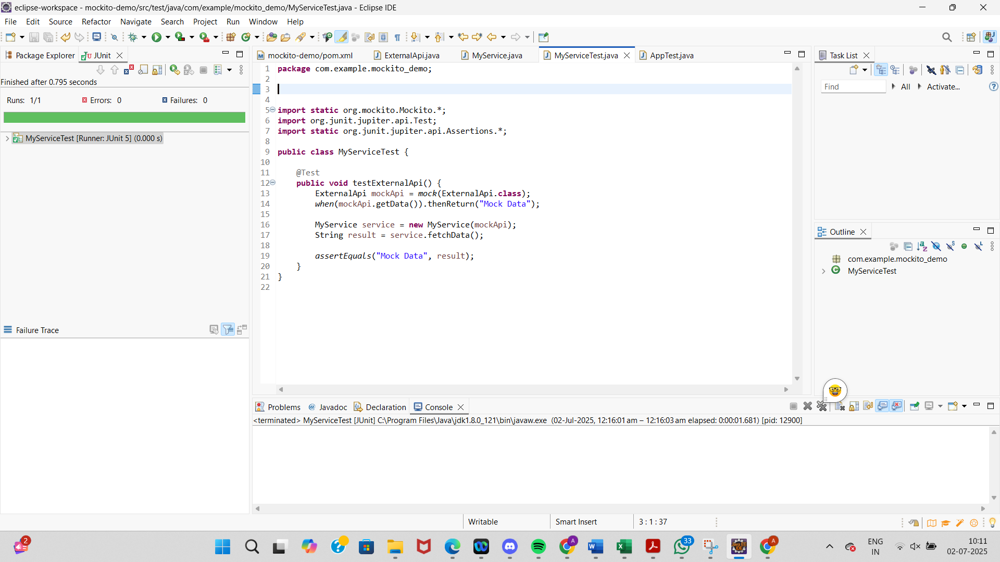 eclipse-workspace - mockito-demo/src/test/java/com/example/mockito_demo/MyServiceTest.java - Eclipse IDE
File Edit Source Refactor Navigate Search Project Run Window Help
Package Explorer JUnit
Finished after 0.795 seconds
Runs: 1/1 Errors: 0 Failures: 0
MyServiceTest [Runner: JUnit 5] (0.000 s)
Failure Trace
mockito-demo/pom.xml ExternalApi.java MyService.java MyServiceTest.java AppTest.java
1 package com.example.mockito_demo;
2
3
4
5 import static org.mockito.Mockito.*;
6 import org.junit.jupiter.api.Test;
7 import static org.junit.jupiter.api.Assertions.*;
8
9 public class MyServiceTest {
10
11 @Test
12 public void testExternalApi() {
13 ExternalApi mockApi = mock(ExternalApi.class);
14 when(mockApi.getData()).thenReturn("Mock Data");
15
16 MyService service = new MyService(mockApi);
17 String result = service.fetchData();
18
19 assertEquals("Mock Data", result);
20 }
21 }
22
Task List
Find All Activate...
Outline
com.example.mockito_demo
MyServiceTest
Problems @ Javadoc Declaration Console
<terminated> MyServiceTest [JUnit] C:\Program Files\Java\jdk1.8.0_121\bin\javaw.exe (02-Jul-2025, 12:16:01 am – 12:16:03 am elapsed: 0:00:01.681) [pid: 12900]
Writable Smart Insert 3 : 1 : 37
2
33
ENG
IN
10:11
02-07-2025